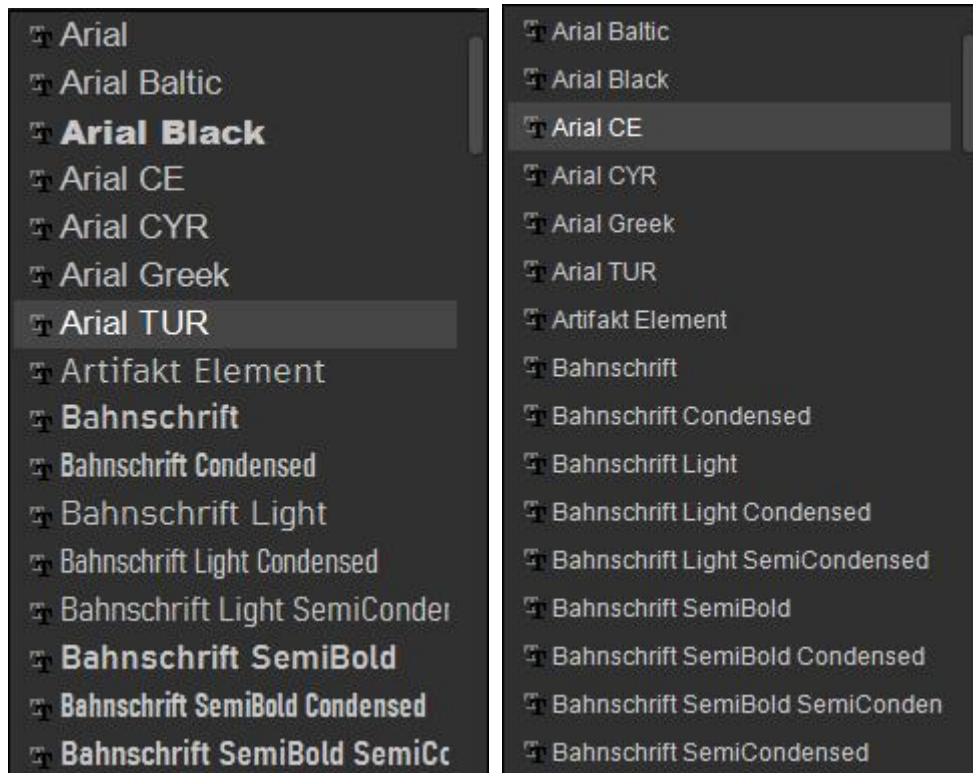 Arial
Arial Baltic
Arial Black
Arial CE
Arial CYR
Arial Greek
Arial TUR
Artifakt Element
Bahnschrift
Bahnschrift Condensed
Bahnschrift Light
Bahnschrift Light Condensed
Bahnschrift Light SemiConder
Bahnschrift SemiBold
Bahnschrift SemiBold Condensed
Bahnschrift SemiBold SemiCc
Arial Baltic
Arial Black
Arial CE
Arial CYR
Arial Greek
Arial TUR
Artifakt Element
Bahnschrift
Bahnschrift Condensed
Bahnschrift Light
Bahnschrift Light Condensed
Bahnschrift Light SemiCondensed
Bahnschrift SemiBold
Bahnschrift SemiBold Condensed
Bahnschrift SemiBold SemiConden
Bahnschrift SemiCondensed